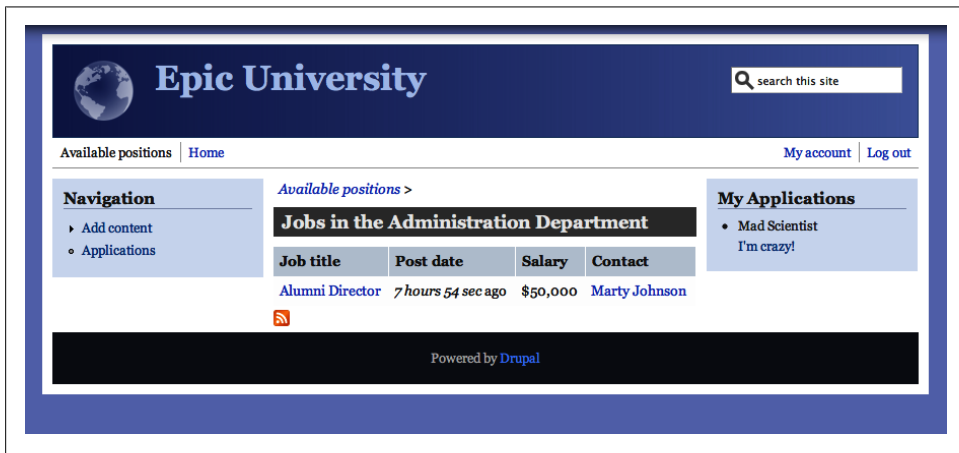 Epic University
search this site
Available positions Home
My account Log out
Navigation
Add content
Applications
Available positions >
Jobs in the Administration Department
Job title Post date Salary Contact
Alumni Director 7 hours 54 sec ago $50,000 Marty Johnson
My Applications
Mad Scientist
I'm crazy!
Powered by Drupal